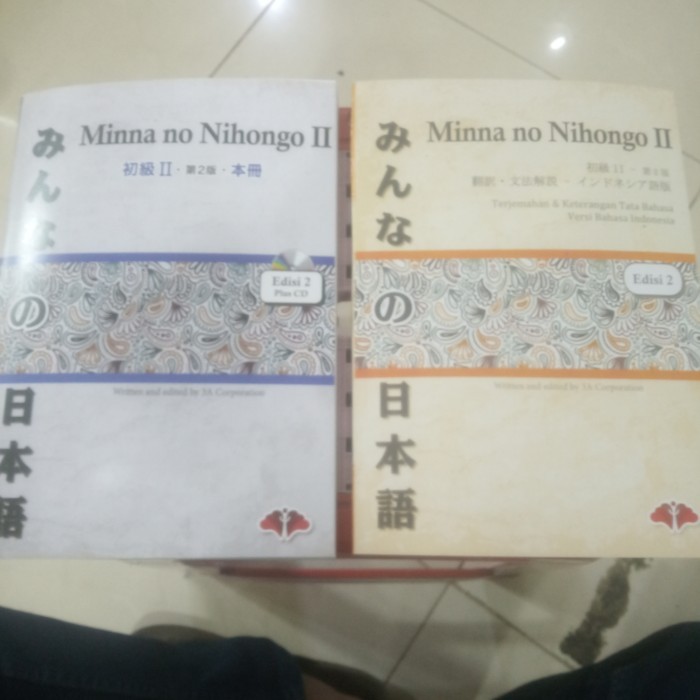 みんなの日本語
Minna no Nihongo II
初級 II · 第2版 · 本冊
Edisi 2
Plus CD
Written and edited by 3A Corporation
みんなの日本語
Minna no Nihongo II
初級 II · 第2版
翻訳・文法解説 · インドネシア語版
Terjemahan & Keterangan Tata Bahasa
Versi Bahasa Indonesia
Edisi 2
Written and edited by 3A Corporation